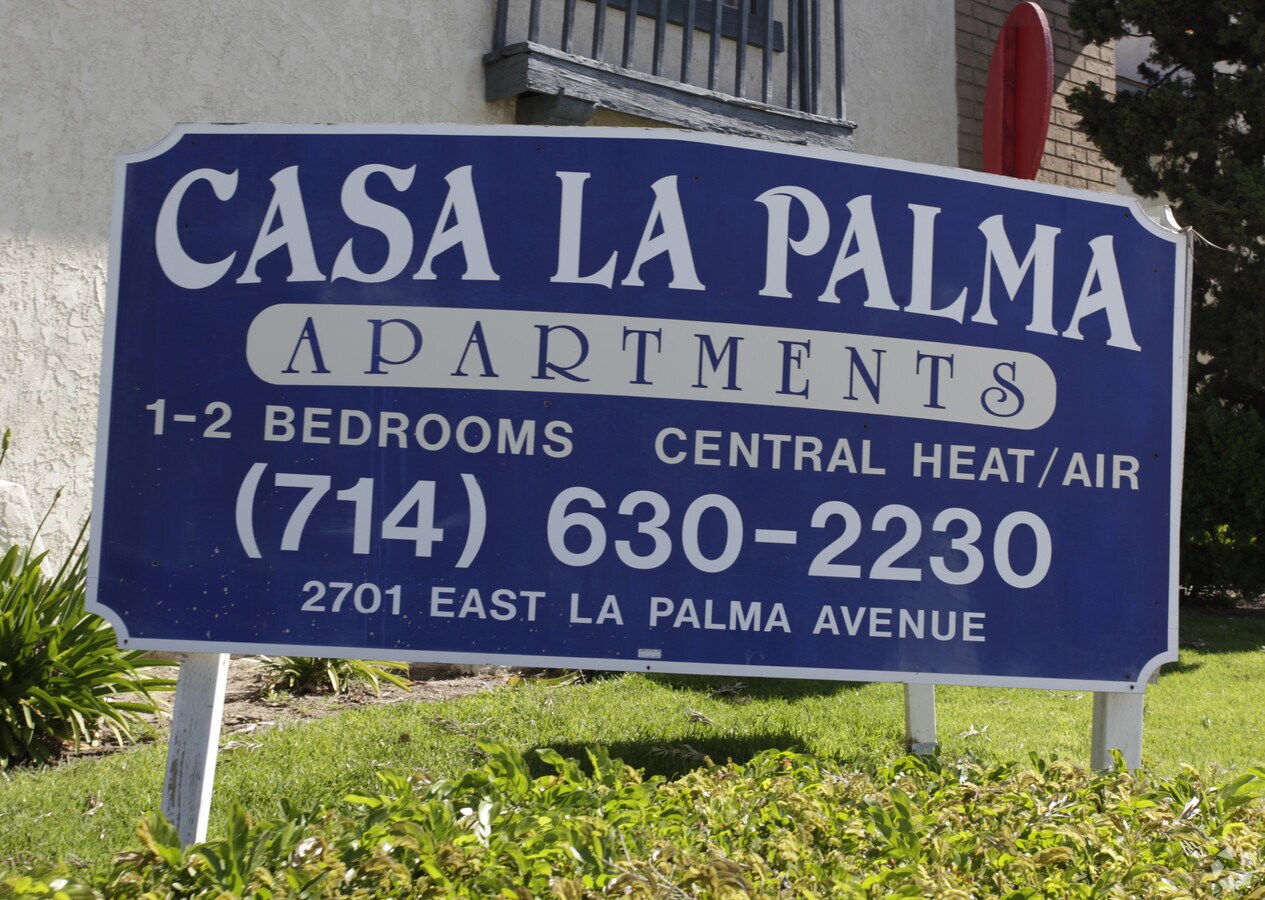 CASA LA PALMA
APARTMENTS
1-2 BEDROOMS CENTRAL HEAT/AIR
(714) 630-2230
2701 EAST LA PALMA AVENUE